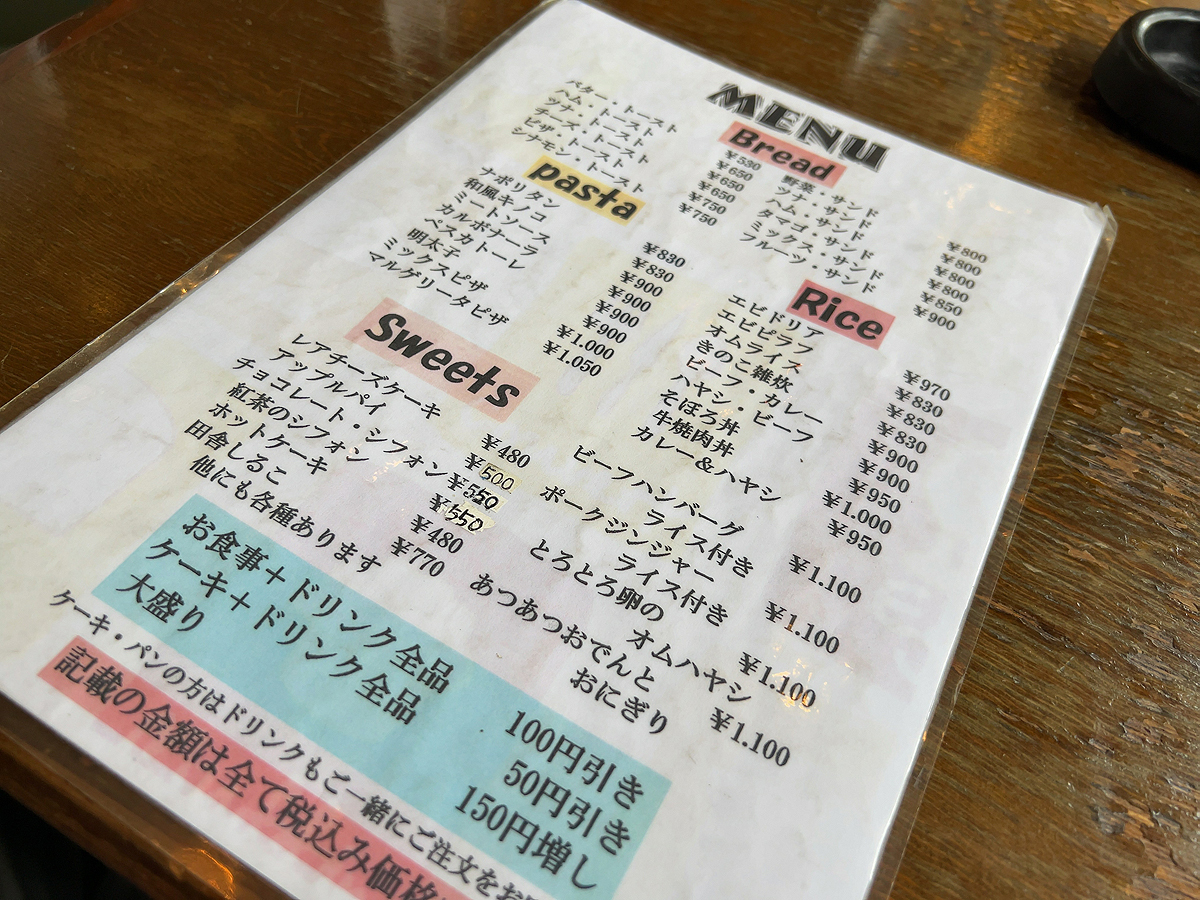 MENU
Bread
バター・トースト ¥530
ハム・トースト ¥650
ツナ・トースト ¥650
チーズ・トースト ¥650
ピザ・トースト ¥750
シナモン・トースト ¥750
野菜・サンド ¥800
ツナ・サンド ¥800
ハム・サンド ¥800
タマゴ・サンド ¥800
ミックス・サンド ¥850
フルーツ・サンド ¥900
pasta
ナポリタン ¥830
和風キノコ ¥830
ミートソース ¥900
カルボナーラ ¥900
ペスカトーレ ¥900
明太子 ¥900
ミックスピザ ¥1.000
マルゲリータピザ ¥1.050
Rice
エビドリア ¥970
エビピラフ ¥830
オムライス ¥830
きのこ雑炊 ¥830
ビーフ・カレー ¥900
ハヤシ・ビーフ ¥900
そぼろ丼 ¥950
牛焼肉丼 ¥1.000
カレー&ハヤシ ¥950
ビーフハンバーグ
ライス付き ¥1.100
ポークジンジャー
ライス付き ¥1.100
とろとろ卵の
オムハヤシ ¥1.100
あつあつおでんと
おにぎり ¥1.100
Sweets
レアチーズケーキ ¥480
アップルパイ ¥500
チョコレート・シフォン ¥550
紅茶のシフォン ¥550
ホットケーキ ¥480
田舎しるこ ¥770
他にも各種あります
お食事+ドリンク全品 100円引き
ケーキ+ドリンク全品 50円引き
大盛り 150円増し
ケーキ・パンの方はドリンクもご一緒にご注文をお
記載の金額は全て税込み価格